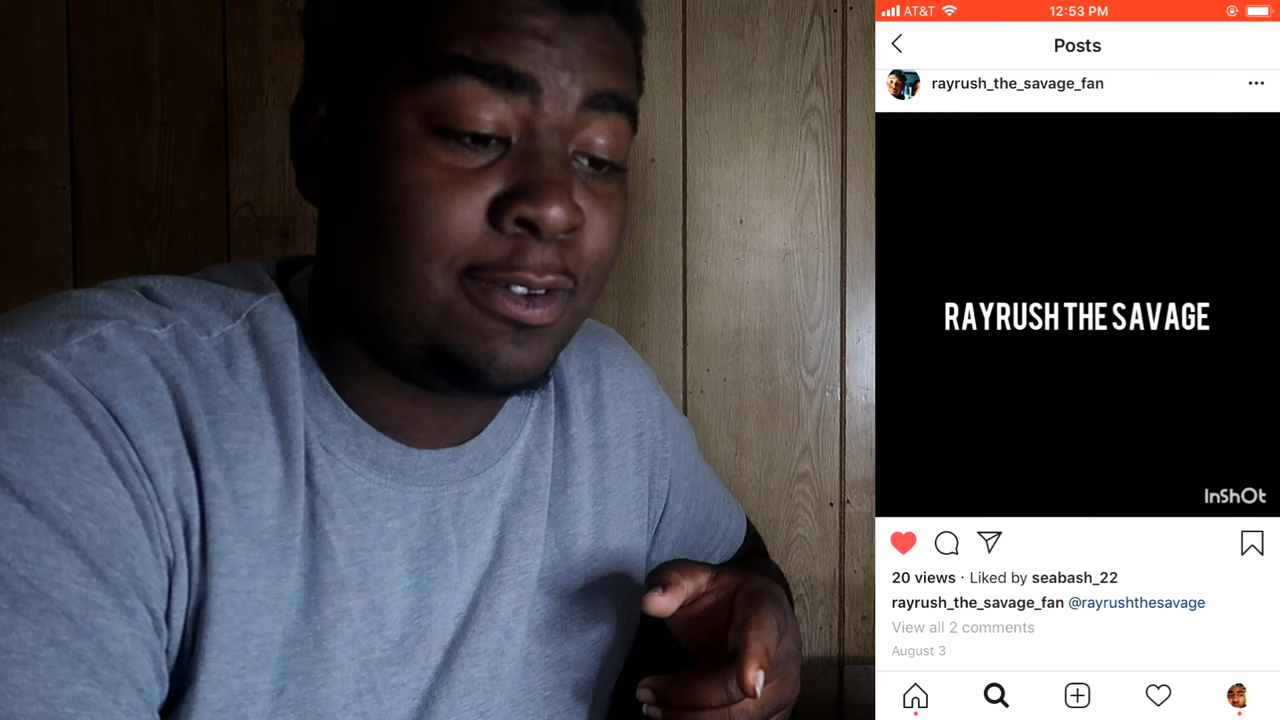 AT&T 12:53 PM
Posts
rayrush_the_savage_fan
RAYRUSH THE SAVAGE
InShOt
20 views · Liked by seabash_22
rayrush_the_savage_fan @rayrushthesavage
View all 2 comments
August 3